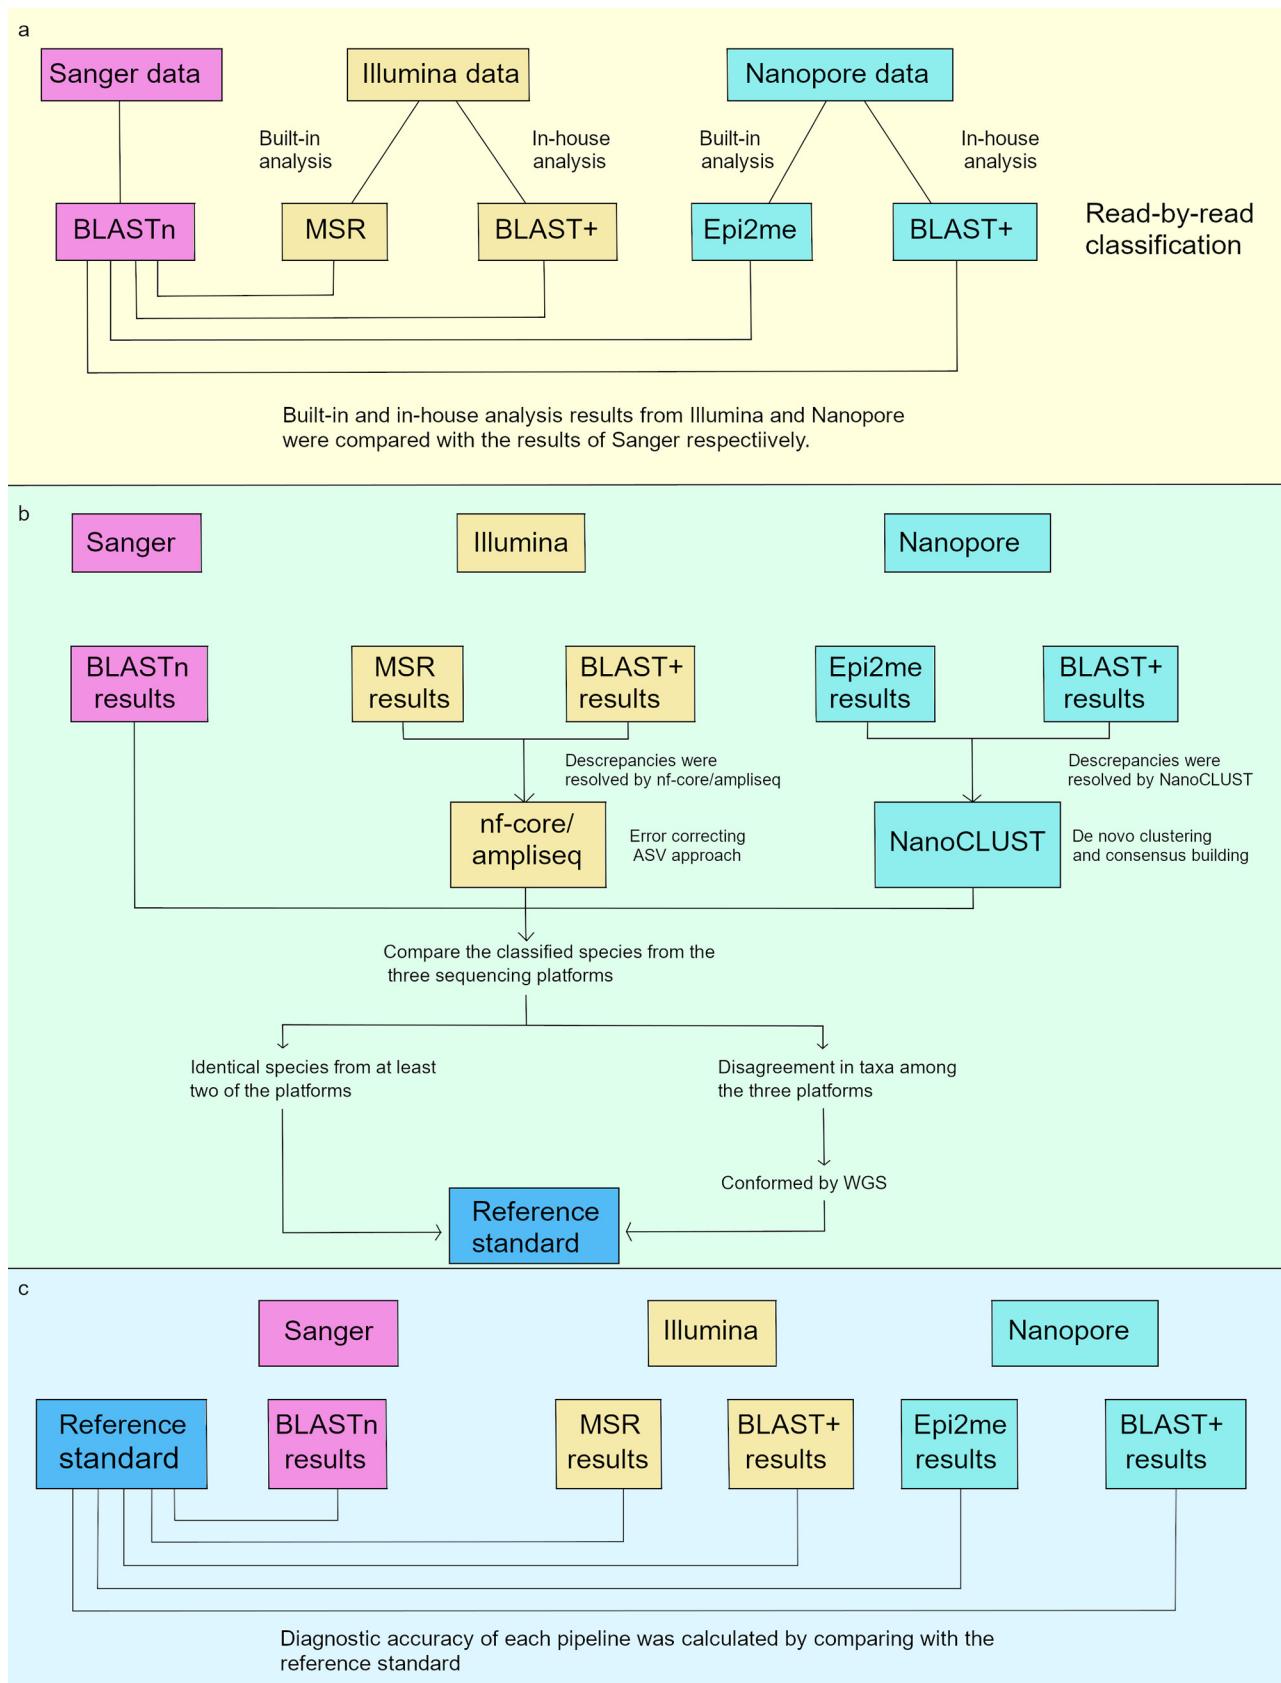 a
Sanger data
Illumina data
Nanopore data
Built-in
analysis
In-house
analysis
Built-in
analysis
In-house
analysis
BLASTn
MSR
BLAST+
Epi2me
BLAST+
Read-by-read
classification
Built-in and in-house analysis results from Illumina and Nanopore
were compared with the results of Sanger respectiively.
b
Sanger
Illumina
Nanopore
BLASTn
results
MSR
results
BLAST+
results
Epi2me
results
BLAST+
results
Descrepancies were
resolved by nf-core/ampliseq
Descrepancies were
resolved by NanoCLUST
nf-core/
ampliseq
Error correcting
ASV approach
NanoCLUST
De novo clustering
and consensus building
Compare the classified species from the
three sequencing platforms
Identical species from at least
two of the platforms
Disagreement in taxa among
the three platforms
Conformed by WGS
Reference
standard
c
Sanger
Illumina
Nanopore
Reference
standard
BLASTn
results
MSR
results
BLAST+
results
Epi2me
results
BLAST+
results
Diagnostic accuracy of each pipeline was calculated by comparing with the
reference standard